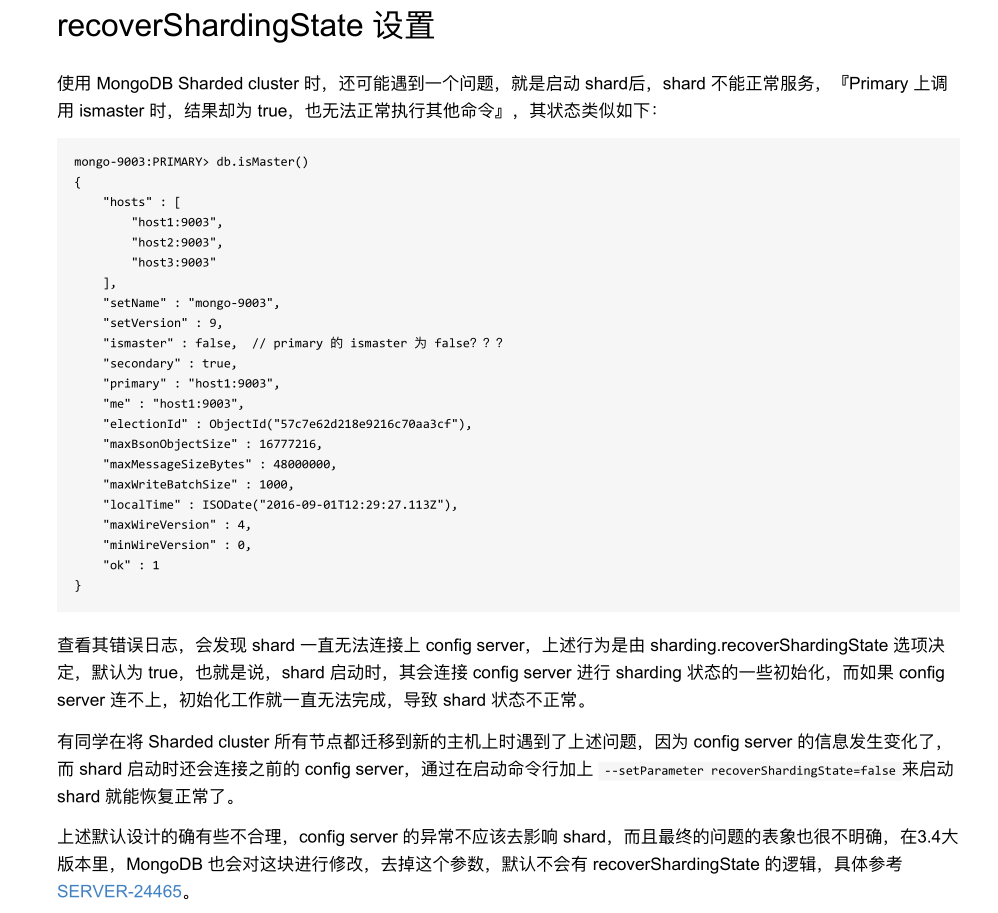 recoverShardingState 设置
使用 MongoDB Sharded cluster 时，还可能遇到一个问题，就是启动 shard后，shard 不能正常服务，『Primary 上调
用 ismaster 时，结果却为 true，也无法正常执行其他命令』，其状态类似如下：
mongo-9003:PRIMARY> db.isMaster()
{
    "hosts" : [
        "host1:9003",
        "host2:9003",
        "host3:9003"
    ],
    "setName" : "mongo-9003",
    "setVersion" : 9,
    "ismaster" : false,  // primary 的 ismaster 为 false？？？
    "secondary" : true,
    "primary" : "host1:9003",
    "me" : "host1:9003",
    "electionId" : ObjectId("57c7e62d218e9216c70aa3cf"),
    "maxBsonObjectSize" : 16777216,
    "maxMessageSizeBytes" : 48000000,
    "maxWriteBatchSize" : 1000,
    "localTime" : ISODate("2016-09-01T12:29:27.113Z"),
    "maxWireVersion" : 4,
    "minWireVersion" : 0,
    "ok" : 1
}
查看其错误日志，会发现 shard 一直无法连接上 config server，上述行为是由 sharding.recoverShardingState 选项决
定，默认为 true，也就是说，shard 启动时，其会连接 config server 进行 sharding 状态的一些初始化，而如果 config
server 连不上，初始化工作就一直无法完成，导致 shard 状态不正常。
有同学在将 Sharded cluster 所有节点都迁移到新的主机上时遇到了上述问题，因为 config server 的信息发生变化了，
而 shard 启动时还会连接之前的 config server，通过在启动命令行加上 --setParameter recoverShardingState=false 来启动
shard 就能恢复正常了。
上述默认设计的确有些不合理，config server 的异常不应该去影响 shard，而且最终的问题的表象也很不明确，在3.4大
版本里，MongoDB 也会对这块进行修改，去掉这个参数，默认不会有 recoverShardingState 的逻辑，具体参考
SERVER-24465。